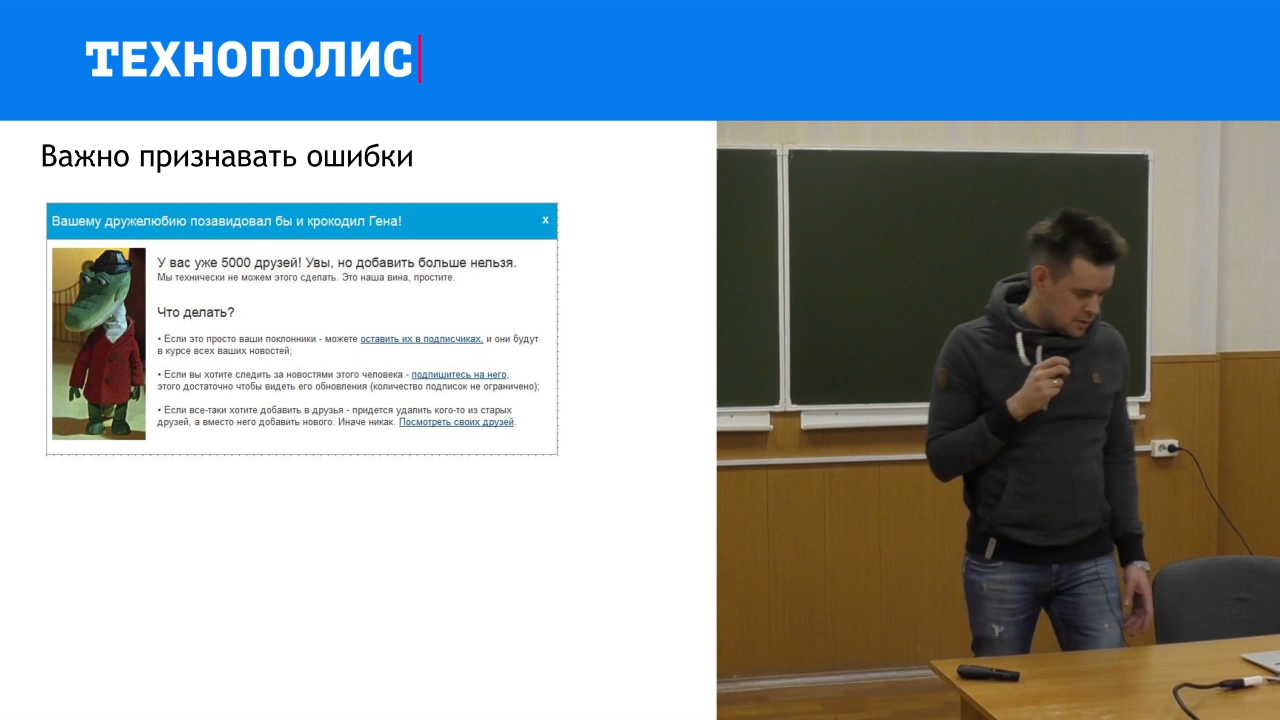 ТЕХНОПОЛИС
Важно признавать ошибки
Вашему дружелюбию позавидовал бы и крокодил Гена!
x
У вас уже 5000 друзей! Увы, но добавить больше нельзя.
Мы технически не можем этого сделать. Это наша вина, простите.
Что делать?
• Если это просто ваши поклонники - можете оставить их в подписчиках, и они будут
в курсе всех ваших новостей;
• Если вы хотите следить за новостями этого человека - подпишитесь на него,
этого достаточно чтобы видеть его обновления (количество подписок не ограничено);
• Если все-таки хотите добавить в друзья - придется удалить кого-то из старых
друзей, а вместо него добавить нового. Иначе никак. Посмотреть своих друзей.